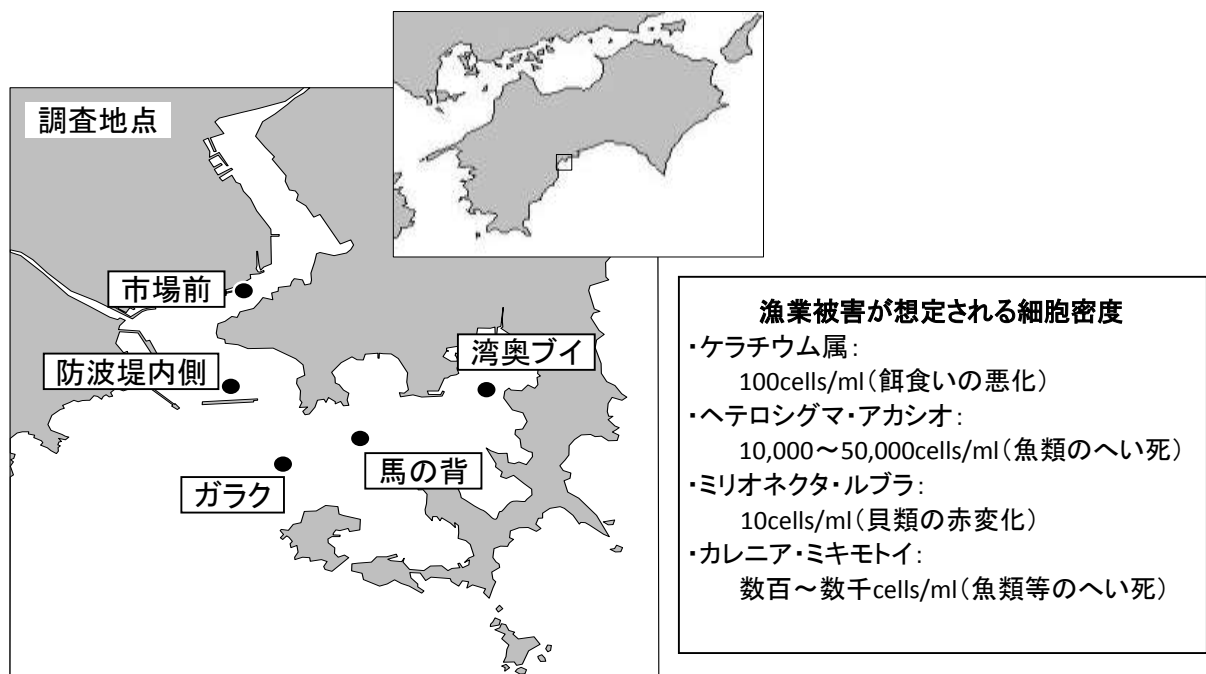 調査地点
市場前
防波堤内側
湾奥ブイ
馬の背
ガラク
漁業被害が想定される細胞密度
・ケラチウム属:
100cells/ml(餌食いの悪化)
・ヘテロシグマ・アカシオ:
10,000～50,000cells/ml(魚類のへい死)
・ミリオネクタ・ルブラ:
10cells/ml(貝類の赤変化)
・カレニア・ミキモトイ:
数百～数千cells/ml(魚類等のへい死)